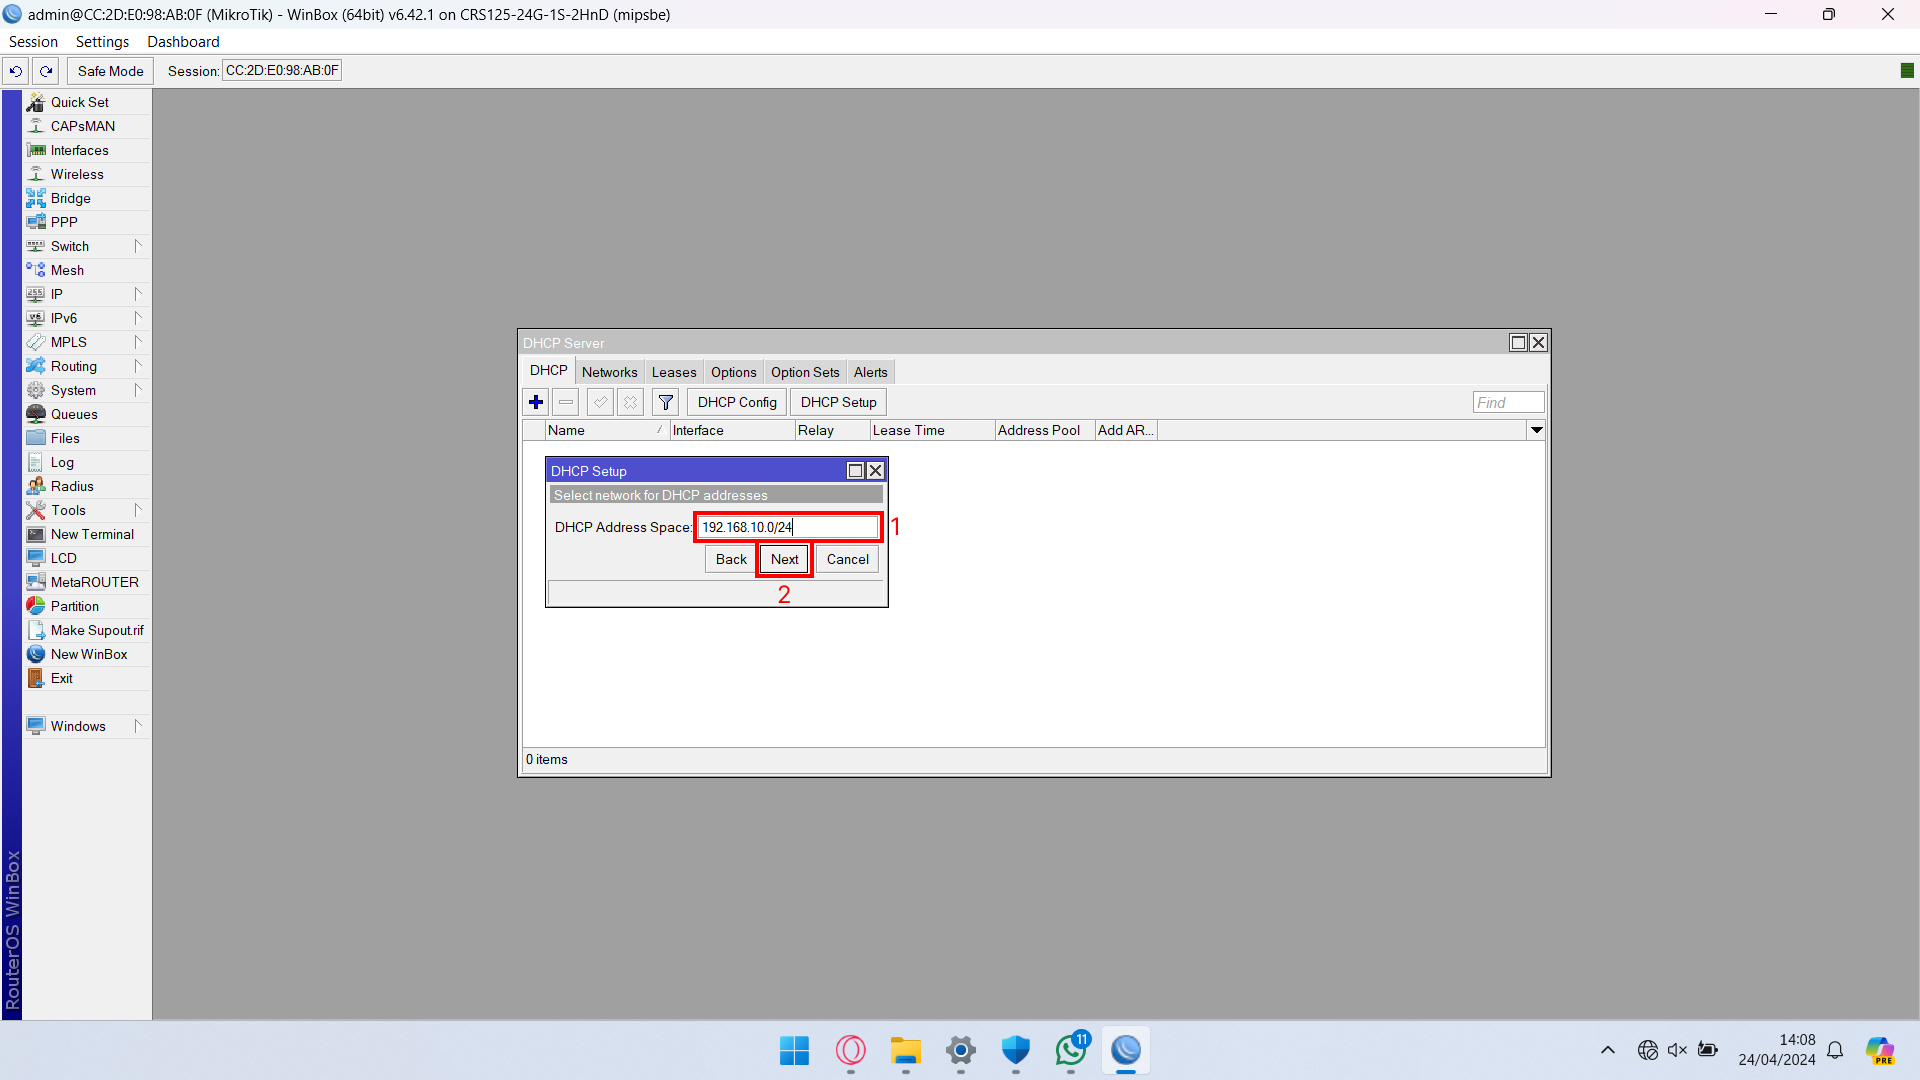 admin@CC:2D:E0:98:AB:0F (MikroTik) - WinBox (64bit) v6.42.1 on CRS125-24G-1S-2HnD (mipsbe)
Session Settings Dashboard
Safe Mode Session: CC:2D:E0:98:AB:0F
Quick Set
CAPsMAN
Interfaces
Wireless
Bridge
PPP
Switch
Mesh
IP
IPv6
MPLS
Routing
System
Queues
Files
Log
Radius
Tools
New Terminal
LCD
MetaROUTER
Partition
Make Supout.rif
New WinBox
Exit
Windows
RouterOS WinBox
DHCP Server
DHCP Networks Leases Options Option Sets Alerts
DHCP Config DHCP Setup Find
Name Interface Relay Lease Time Address Pool Add AR...
DHCP Setup
Select network for DHCP addresses
DHCP Address Space: 192.168.10.0/24 1
Back Next Cancel
2
0 items
11
PRE
14:08
24/04/2024